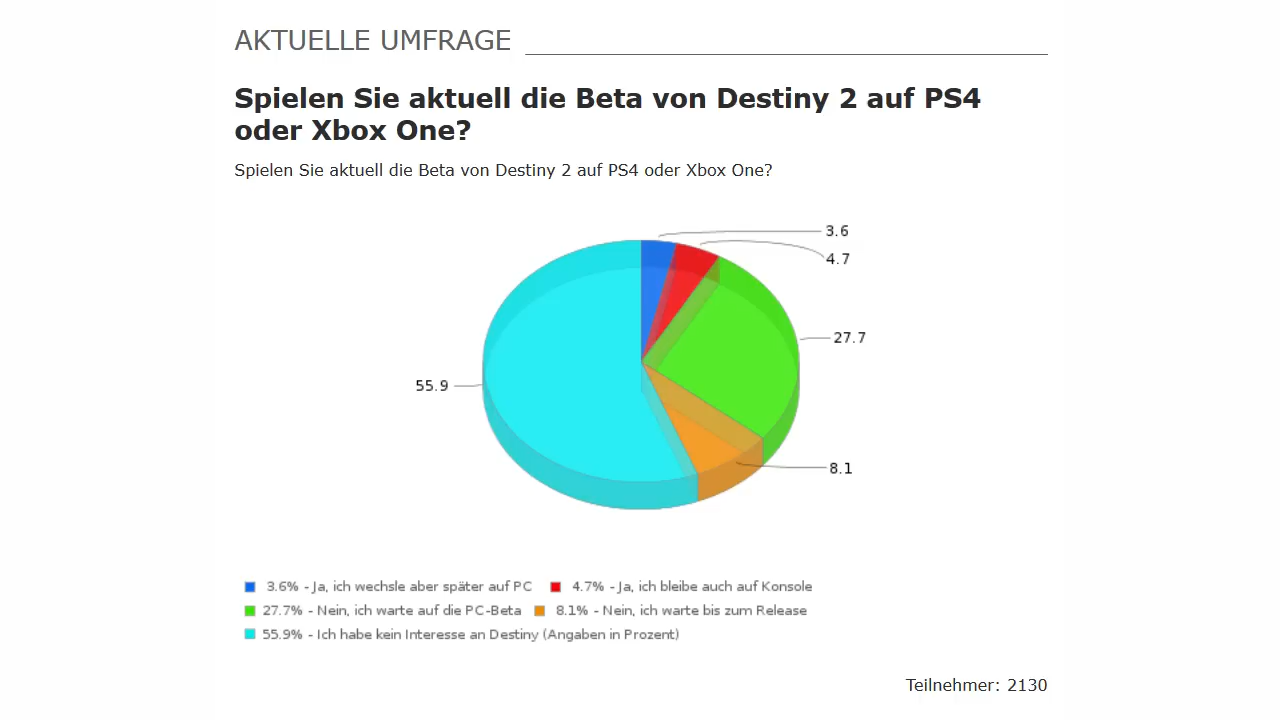 AKTUELLE UMFRAGE
Spielen Sie aktuell die Beta von Destiny 2 auf PS4
oder Xbox One?
Spielen Sie aktuell die Beta von Destiny 2 auf PS4 oder Xbox One?
3.6
4.7
27.7
55.9
8.1
3.6% - Ja, ich wechsle aber später auf PC 4.7% - Ja, ich bleibe auch auf Konsole
27.7% - Nein, ich warte auf die PC-Beta 8.1% - Nein, ich warte bis zum Release
55.9% - Ich habe kein Interesse an Destiny (Angaben in Prozent)
Teilnehmer: 2130